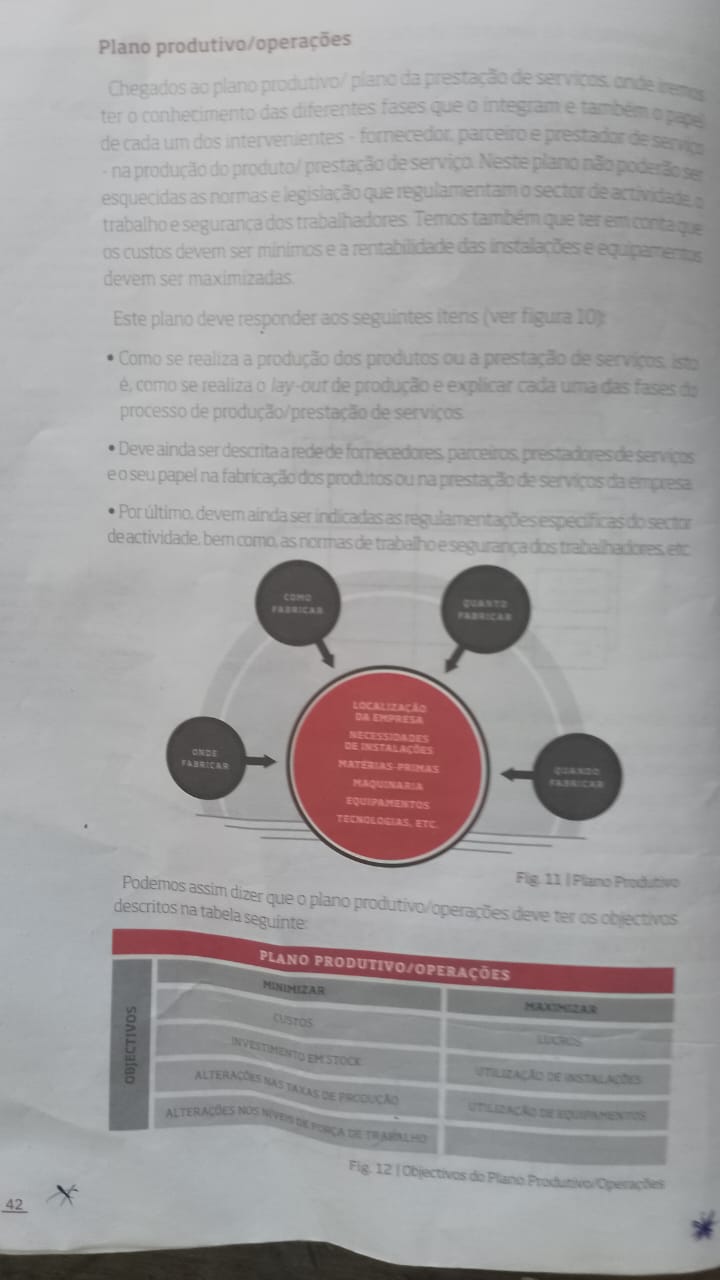 Plano produtivo/operações
Chegados ao plano produtivo/ plano da prestação de serviços, onde iremos
ter o conhecimento das diferentes fases que o integram e também o papel
de cada um dos intervenientes - fornecedor, parceiro e prestador de serviço
- na produção do produto/ prestação de serviço. Neste plano não poderão ser
esquecidas as normas e legislação que regulamentam o sector de actividade, o
trabalho e segurança dos trabalhadores. Temos também que ter em conta que
os custos devem ser mínimos e a rentabilidade das instalações e equipamentos
devem ser maximizadas.
Este plano deve responder aos seguintes itens (ver figura 10):
• Como se realiza a produção dos produtos ou a prestação de serviços, isto
é, como se realiza o lay-out de produção e explicar cada uma das fases do
processo de produção/prestação de serviços.
• Deve ainda ser descrita a rede de fornecedores, parceiros, prestadores de serviços
e o seu papel na fabricação dos produtos ou na prestação de serviços da empresa.
• Por último, devem ainda ser indicadas as regulamentações específicas do sector
de actividade, bem como, as normas de trabalho e segurança dos trabalhadores, etc.
COMO
FABRICAR
QUANTO
FABRICAR
ONDE
FABRICAR
LOCALIZAÇÃO
DA EMPRESA
NECESSIDADES
DE INSTALAÇÕES
MATÉRIAS-PRIMAS
MAQUINARIA
EQUIPAMENTOS
TECNOLOGIAS, ETC.
QUANDO
FABRICAR
Fig. 11 | Plano Produtivo
Podemos assim dizer que o plano produtivo/operações deve ter os objectivos
descritos na tabela seguinte:
PLANO PRODUTIVO/OPERAÇÕES
OBJECTIVOS
MINIMIZAR
MAXIMIZAR
CUSTOS
LUCROS
INVESTIMENTO EM STOCK
UTILIZAÇÃO DE INSTALAÇÕES
ALTERAÇÕES NAS TAXAS DE PRODUÇÃO
UTILIZAÇÃO DE EQUIPAMENTOS
ALTERAÇÕES NOS NÍVEIS DE FORÇA DE TRABALHO
Fig. 12 | Objectivos do Plano Produtivo/Operações
42